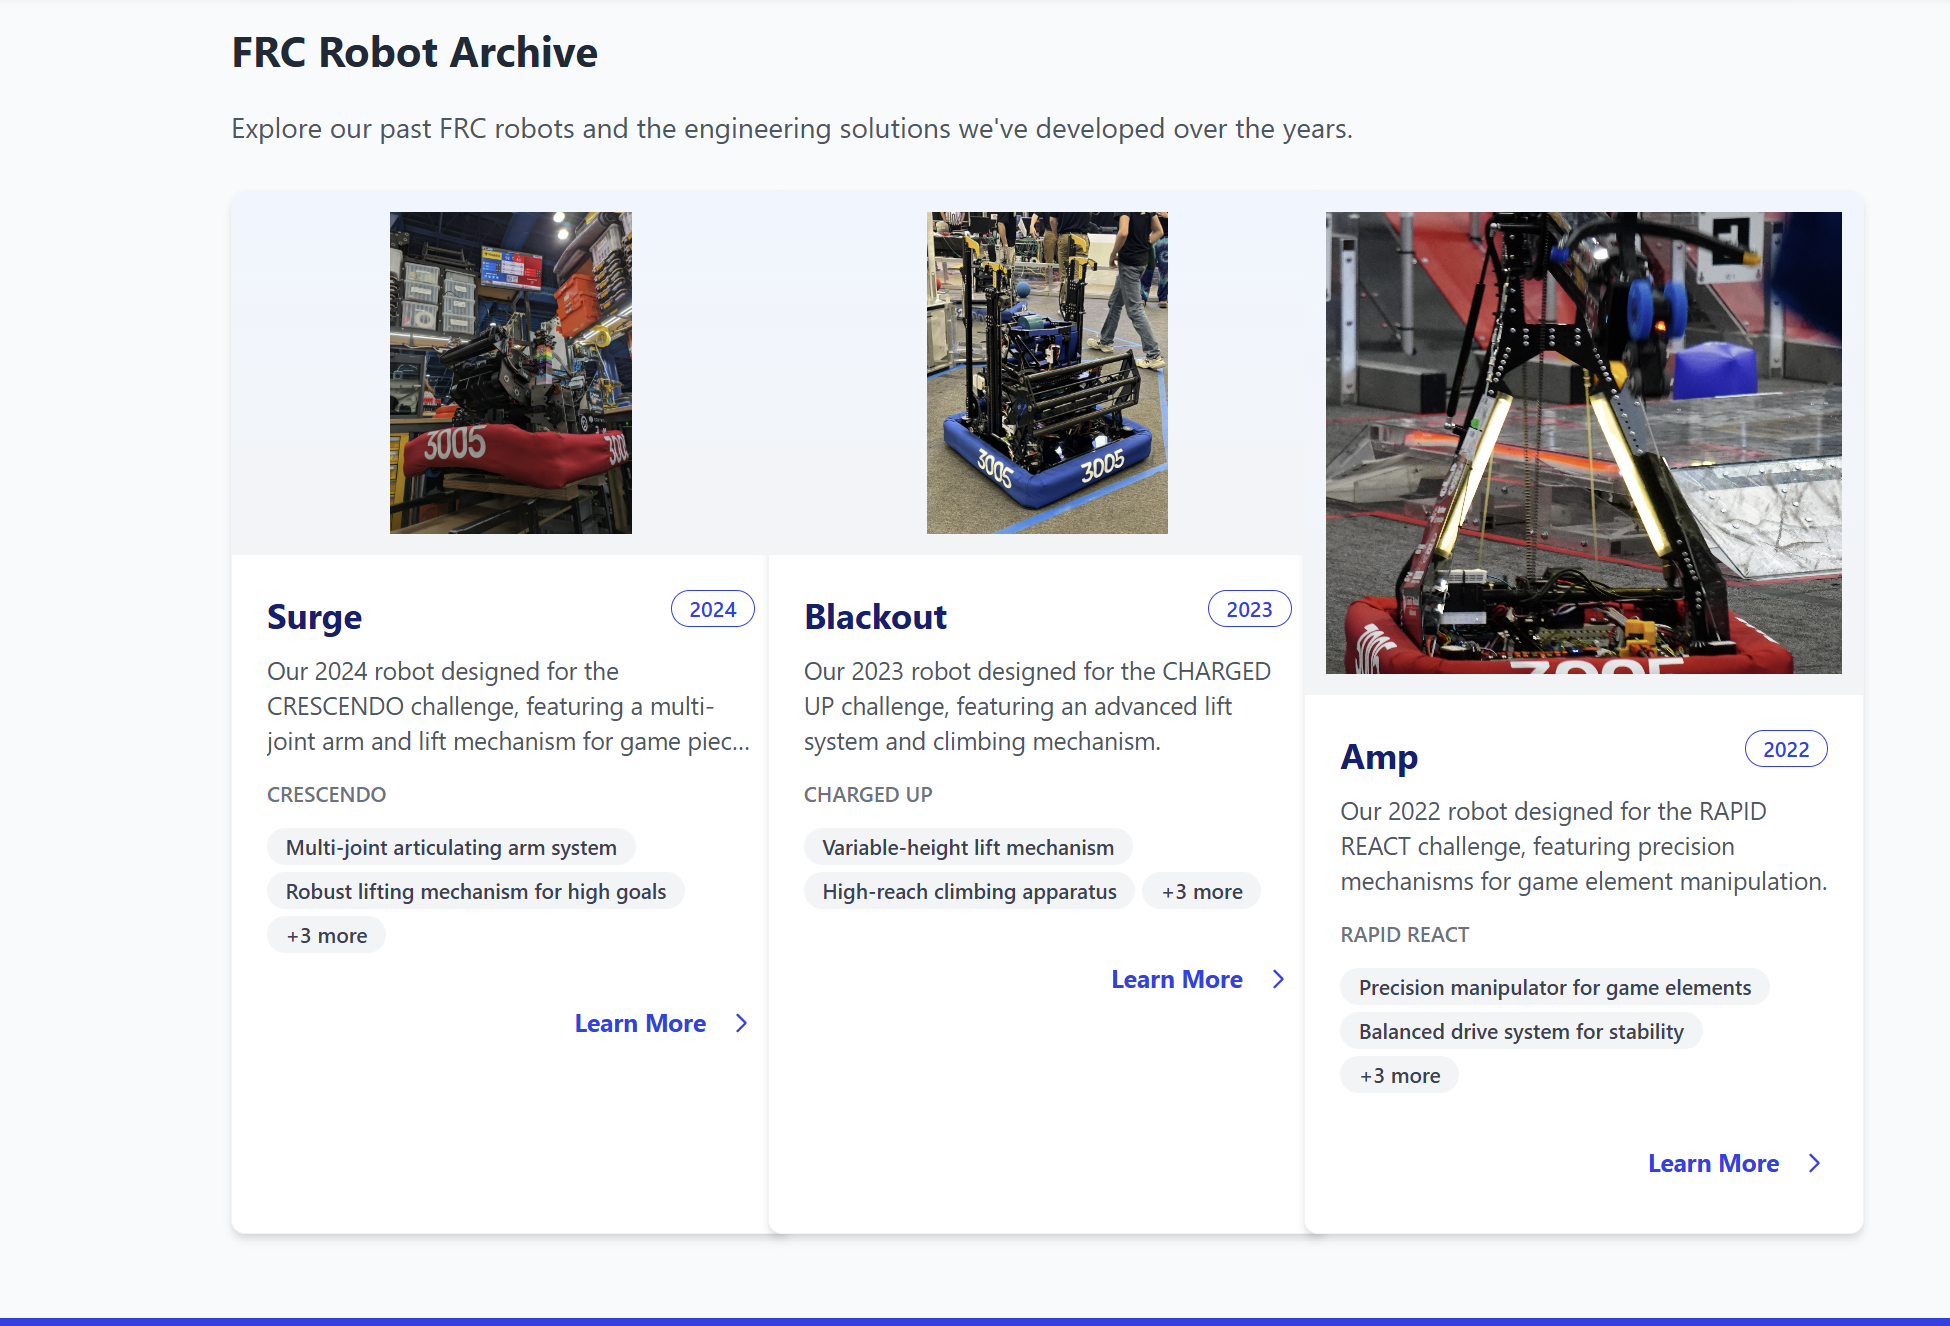 FRC Robot Archive
Explore our past FRC robots and the engineering solutions we've developed over the years.
3005
3005
3005
3005
Surge
2024
Our 2024 robot designed for the
CRESCENDO challenge, featuring a multi-
joint arm and lift mechanism for game piec...
CRESCENDO
Multi-joint articulating arm system
Robust lifting mechanism for high goals
+3 more
Learn More
Blackout
2023
Our 2023 robot designed for the CHARGED
UP challenge, featuring an advanced lift
system and climbing mechanism.
CHARGED UP
Variable-height lift mechanism
High-reach climbing apparatus
+3 more
Learn More
Amp
2022
Our 2022 robot designed for the RAPID
REACT challenge, featuring precision
mechanisms for game element manipulation.
RAPID REACT
Precision manipulator for game elements
Balanced drive system for stability
+3 more
Learn More